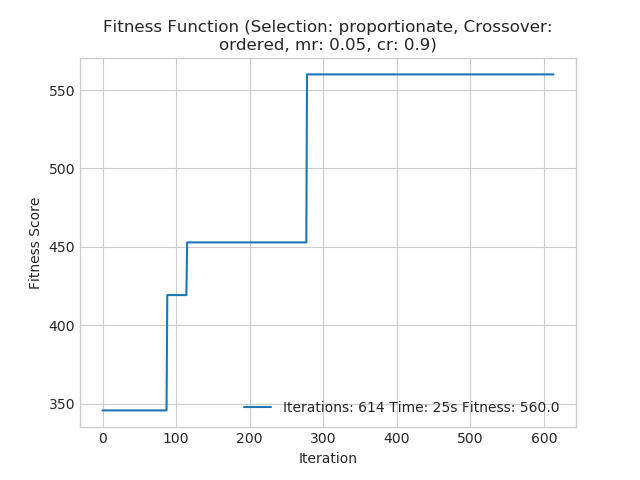 Fitness Function (Selection: proportionate, Crossover:
ordered, mr: 0.05, cr: 0.9)
Fitness Score
550
500
450
400
350
Iterations: 614 Time: 25s Fitness: 560.0
0 100 200 300 400 500 600
Iteration